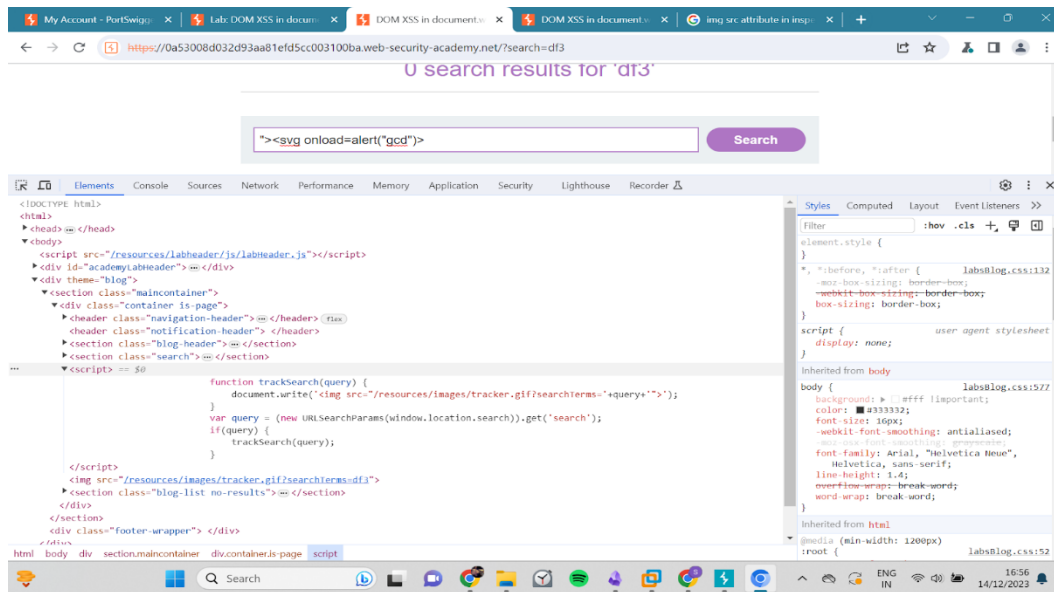 My Account - PortSwigg
Lab: DOM XSS in docum
DOM XSS in document.w
DOM XSS in document.w
img src attribute in insp
https://0a53008d032d93aa81efd5cc003100ba.web-security-academy.net/?search=df3
0 search results for 'df3'
"><svg onload=alert("gcd")>
Search
Elements Console Sources Network Performance Memory Application Security Lighthouse Recorder
<!DOCTYPE html>
<html>
<head> </head>
<body>
<script src="/resources/labheader/js/labHeader.js"></script>
<div id="academyLabHeader"> </div>
<div theme="blog">
<section class="maincontainer">
<div class="container is-page">
<header class="navigation-header"> </header> flex
<header class="notification-header"> </header>
<section class="blog-header"> </section>
<section class="search"> </section>
<script> == $0
function trackSearch(query) {
document.write('<img src="/resources/images/tracker.gif?searchTerms='+query+'">');
}
var query = (new URLSearchParams(window.location.search)).get('search');
if(query) {
trackSearch(query);
}
</script>
<img src="/resources/images/tracker.gif?searchTerms=df3">
<section class="blog-list no-results"> </section>
</div>
</section>
<div class="footer-wrapper"> </div>
</div>
html body div section.maincontainer div.container.is-page script
Styles Computed Layout Event Listeners
Filter :hov .cls
element.style {
}
*, *:before, *:after { labsBlog.css:132
-moz-box-sizing: border-box;
-webkit-box-sizing: border-box;
box-sizing: border-box;
}
script { user agent stylesheet
display: none;
}
Inherited from body
body { labsBlog.css:577
background: #fff !important;
color: #333332;
font-size: 16px;
-webkit-font-smoothing: antialiased;
-moz-osx-font-smoothing: grayscale;
font-family: Arial, "Helvetica Neue",
Helvetica, sans-serif;
line-height: 1.4;
overflow-wrap: break-word;
word-wrap: break-word;
}
Inherited from html
@media (min-width: 1200px)
:root { labsBlog.css:52
Search
ENG
IN
16:56
14/12/2023